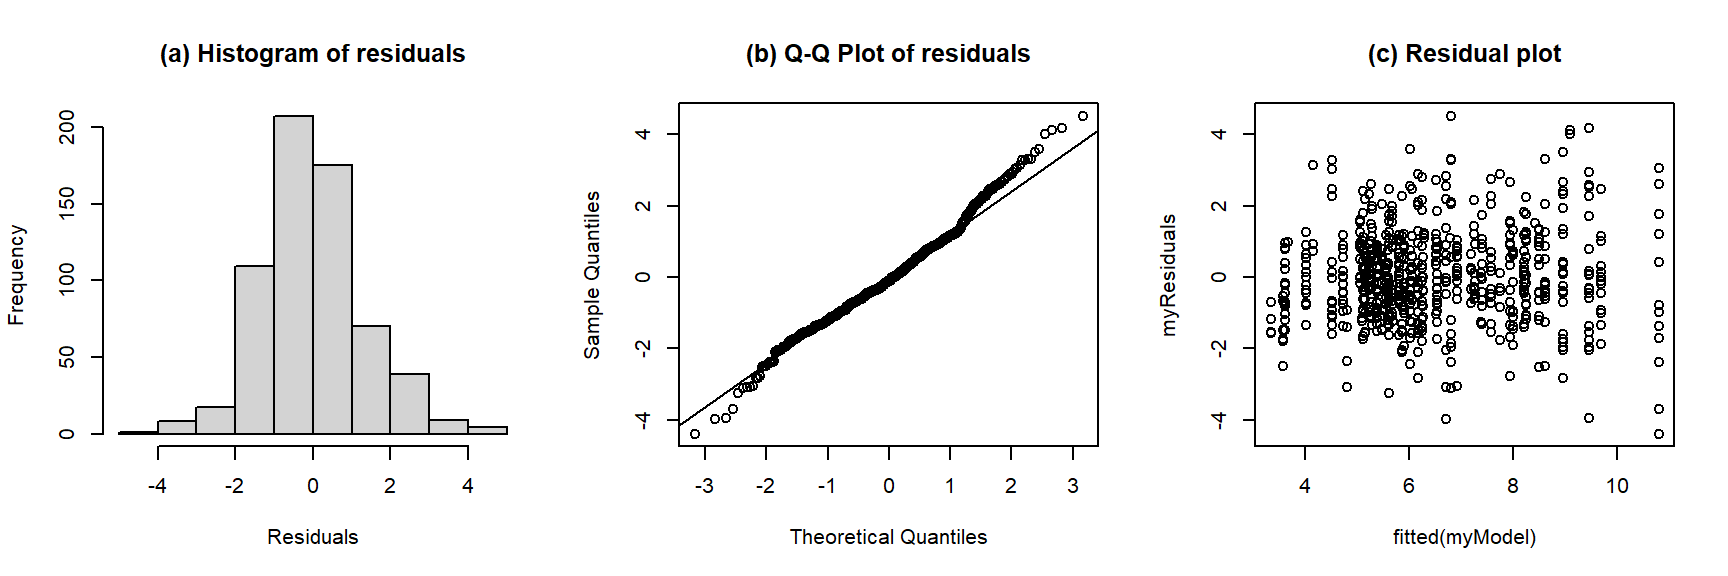 (a) Histogram of residuals
Frequency
200
150
100
50
0
-4 -2 0 2 4
Residuals
(b) Q-Q Plot of residuals
Sample Quantiles
4
2
0
-2
-4
-3 -2 -1 0 1 2 3
Theoretical Quantiles
(c) Residual plot
myResiduals
4
2
0
-2
-4
4 6 8 10
fitted(myModel)